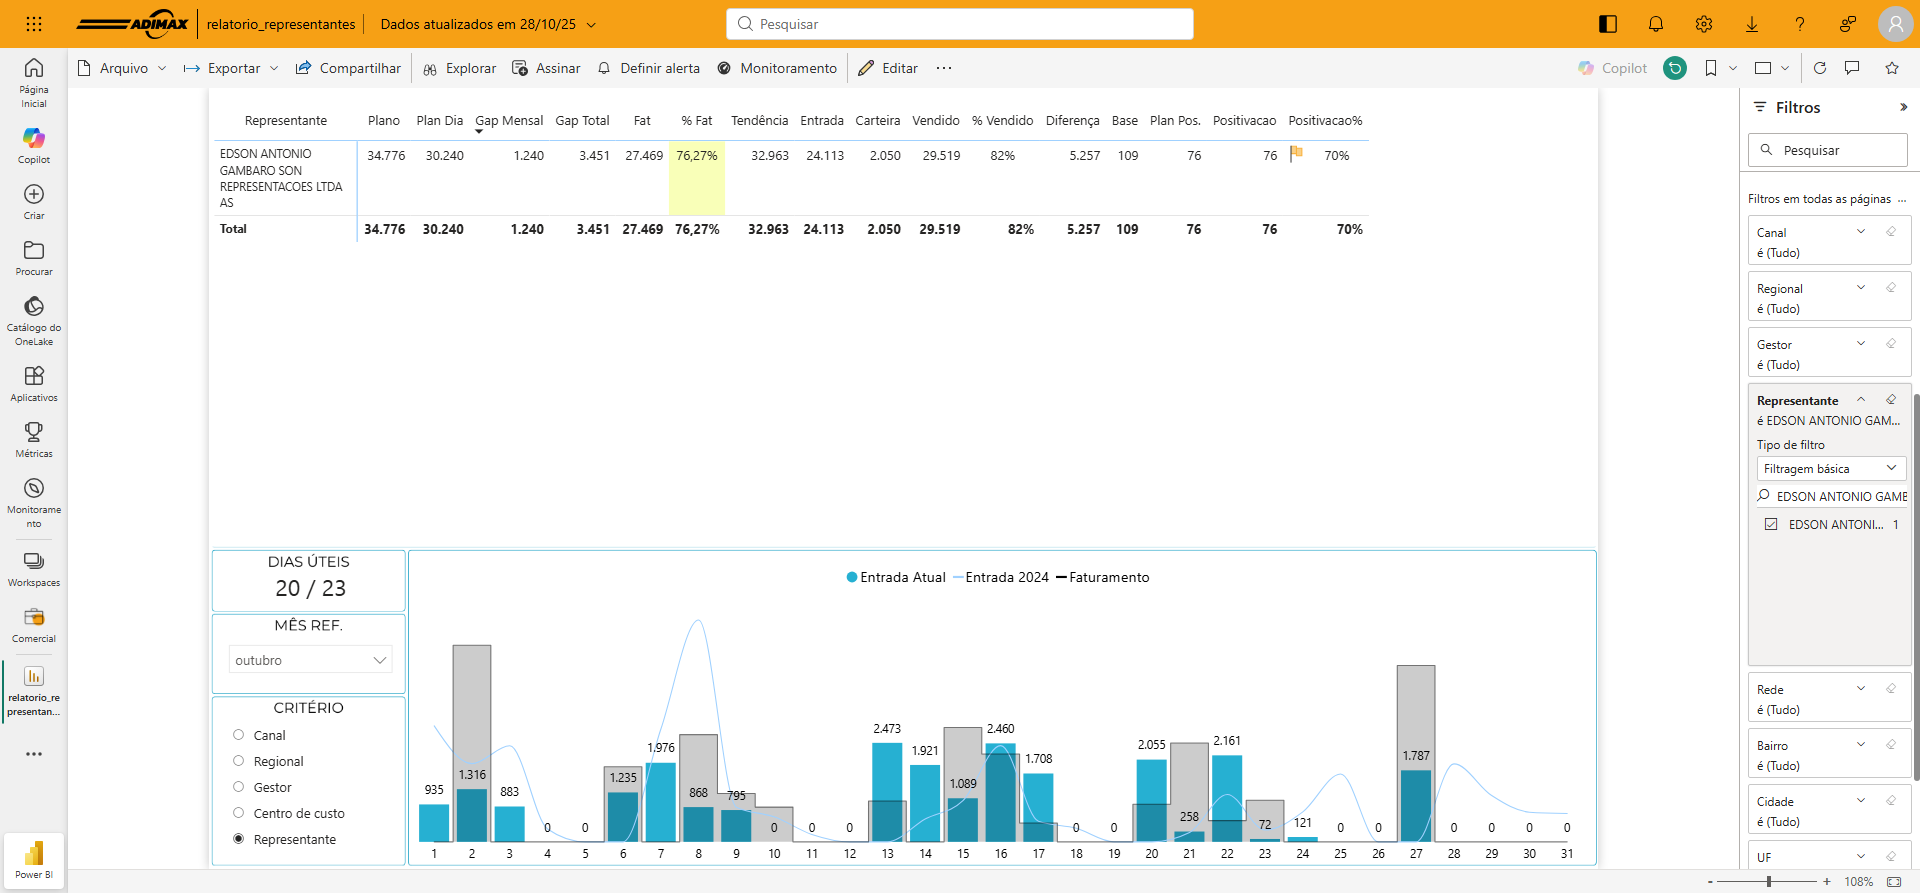 ADIMAX
relatorio_representantes
Dados atualizados em 28/10/25
Pesquisar
Arquivo
Exportar
Compartilhar
Explorar
Assinar
Definir alerta
Monitoramento
Editar
Copilot
Página Inicial
Copilot
Criar
Procurar
Catálogo do OneLake
Aplicativos
Métricas
Monitorame
nto
Workspaces
Comercial
relatorio_re
presentan...
Power BI
Representante Plano Plan Dia Gap Mensal Gap Total Fat % Fat Tendência Entrada Carteira Vendido % Vendido Diferença Base Plan Pos. Positivacao Positivacao%
EDSON ANTONIO 34.776 30.240 1.240 3.451 27.469 76,27% 32.963 24.113 2.050 29.519 82% 5.257 109 76 76 70%
GAMBARO SON
REPRESENTACOES LTDA
AS
Total 34.776 30.240 1.240 3.451 27.469 76,27% 32.963 24.113 2.050 29.519 82% 5.257 109 76 76 70%
DIAS ÚTEIS
20 / 23
MÊS REF.
outubro
CRITÉRIO
Canal
Regional
Gestor
Centro de custo
Representante
Entrada Atual Entrada 2024 Faturamento
935 1.316 883 0 0 1.235 1.976 868 795 0 0 0 2.473 1.921 1.089 2.460 1.708 0 0 2.055 258 2.161 72 121 0 0 1.787 0 0 0 0
1 2 3 4 5 6 7 8 9 10 11 12 13 14 15 16 17 18 19 20 21 22 23 24 25 26 27 28 29 30 31
Filtros
Pesquisar
Filtros em todas as páginas ...
Canal
é (Tudo)
Regional
é (Tudo)
Gestor
é (Tudo)
Representante
é EDSON ANTONIO GAM...
Tipo de filtro
Filtragem básica
EDSON ANTONIO GAMB
EDSON ANTONI... 1
Rede
é (Tudo)
Bairro
é (Tudo)
Cidade
é (Tudo)
UF
- + 108%